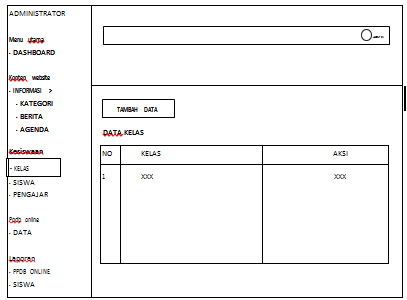 ADMINISTRATOR
Menu utama
- DASHBOARD
Konten website
- INFORMASI >
- KATEGORI
- BERITA
- AGENDA
Kesiswaan
- KELAS
- SISWA
- PENGAJAR
Ppdb online
- DATA
Laporan
- PPDB ONLINE
- SISWA
TAMBAH DATA
DATA KELAS
NO KELAS AKSI
1 XXX XXX